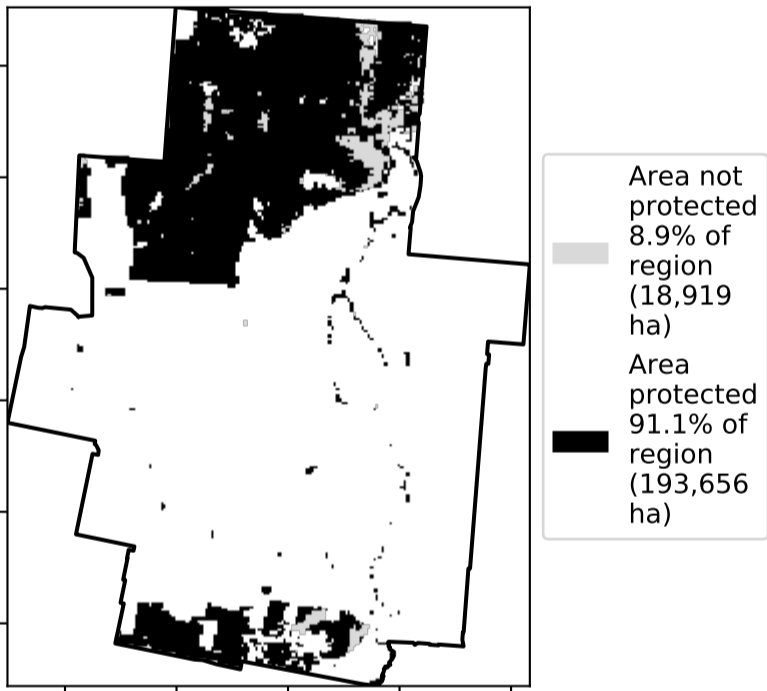 Area not
protected
8.9% of
region
(18,919
ha)
Area
protected
91.1% of
region
(193,656
ha)